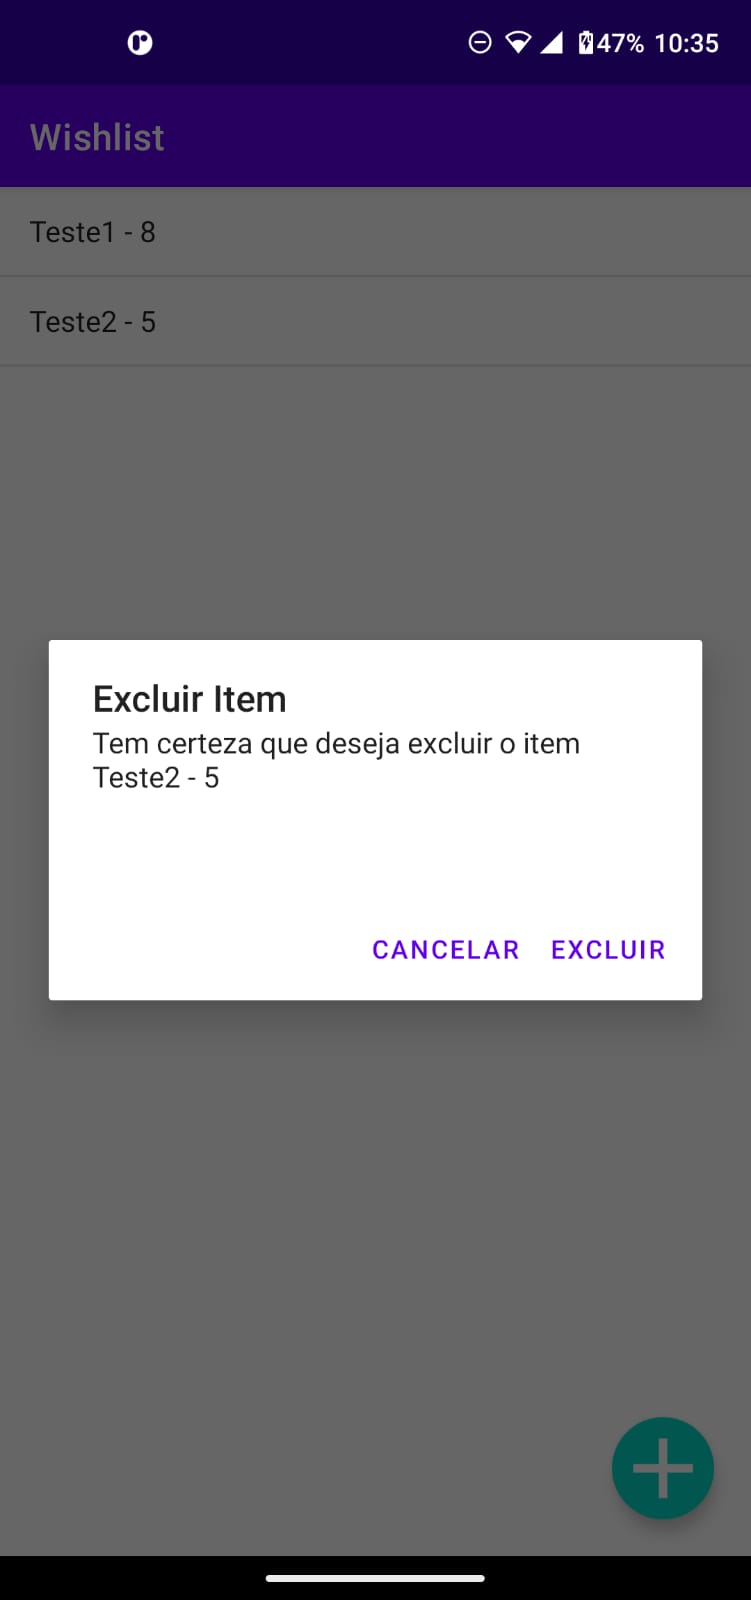 47% 10:35
Wishlist
Teste1 - 8
Teste2 - 5
Excluir Item
Tem certeza que deseja excluir o item
Teste2 - 5
CANCELAR EXCLUIR